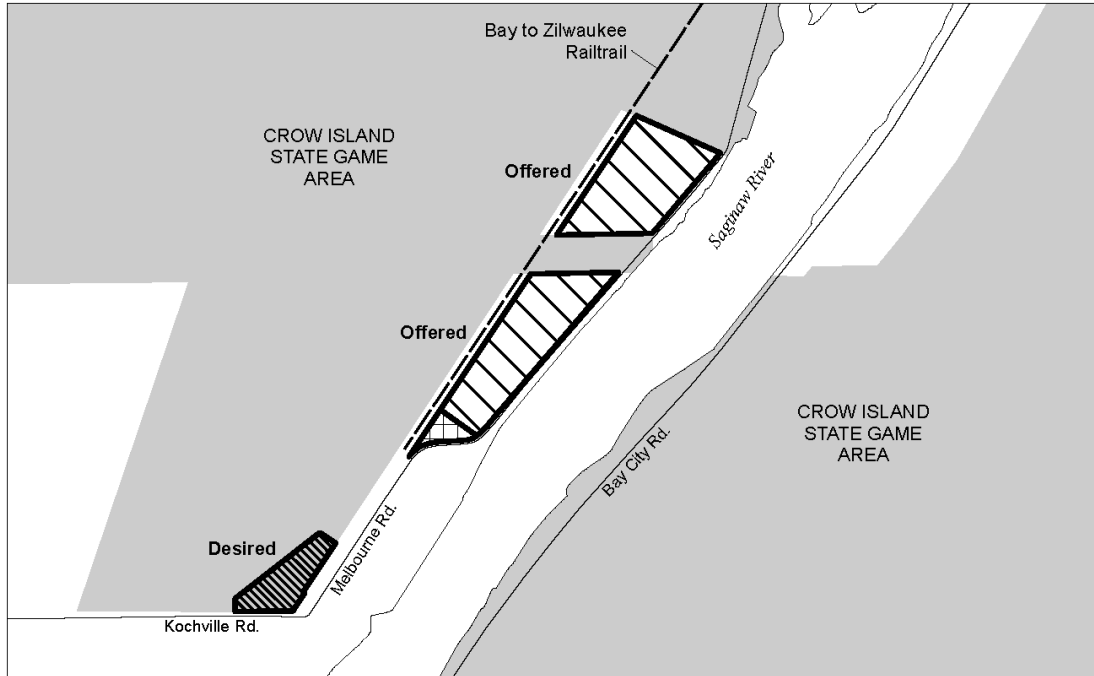 Bay to Zilwaukee
Railtrail
CROW ISLAND
STATE GAME
AREA
Offered
Saginaw River
Offered
CROW ISLAND
STATE GAME
AREA
Bay City Rd.
Desired
Melbourne Rd.
Kochville Rd.